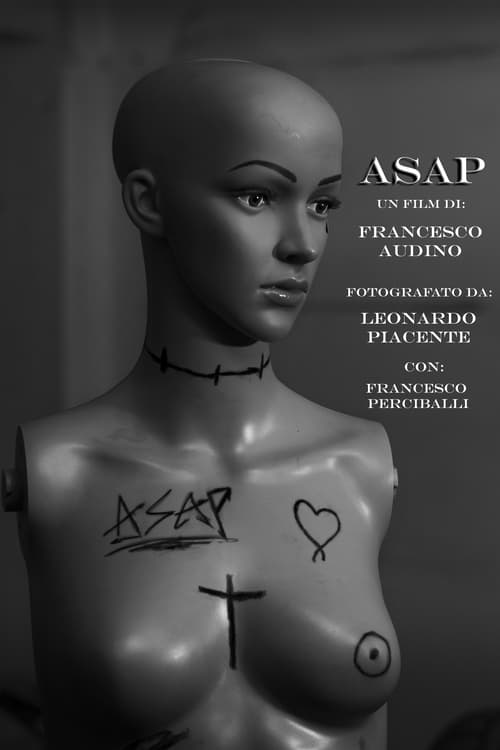 ASAP
UN FILM DI:
FRANCESCO
AUDINO
FOTOGRAFATO DA:
LEONARDO
PIACENTE
CON:
FRANCESCO
PERCIBALLI
ASAP